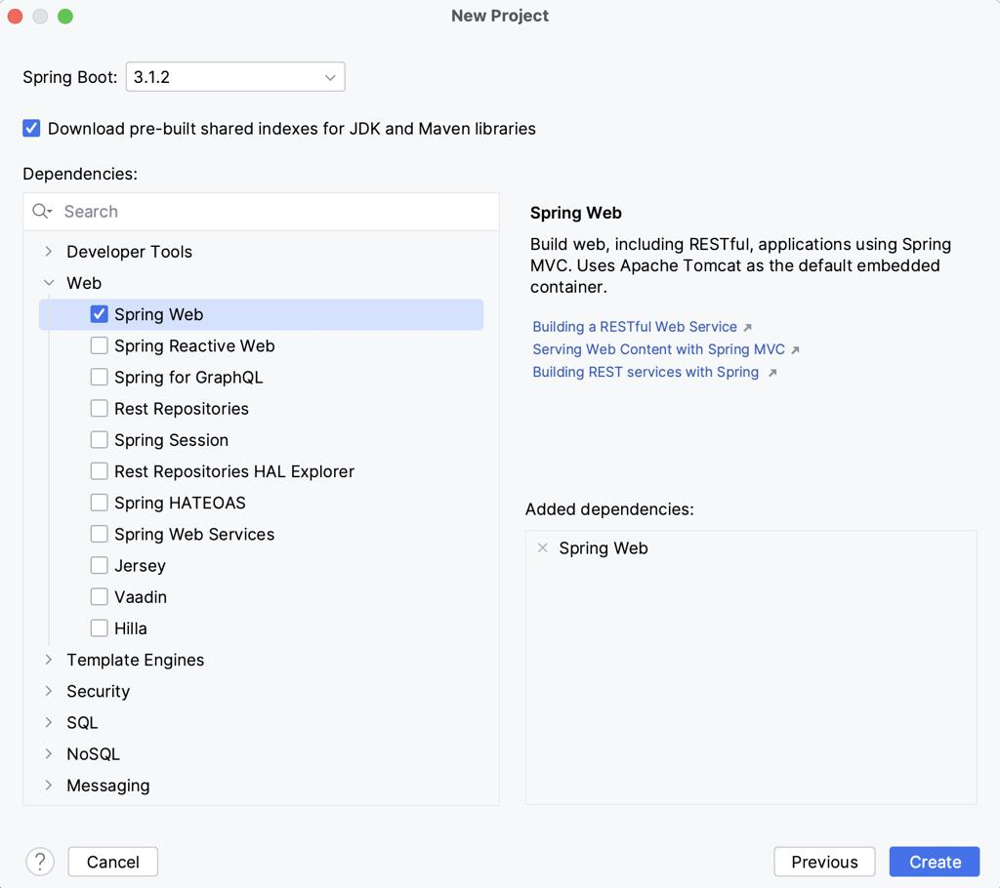 New Project
Spring Boot: 3.1.2
Download pre-built shared indexes for JDK and Maven libraries
Dependencies:
Search
Developer Tools
Web
Spring Web
Spring Reactive Web
Spring for GraphQL
Rest Repositories
Spring Session
Rest Repositories HAL Explorer
Spring HATEOAS
Spring Web Services
Jersey
Vaadin
Hilla
Template Engines
Security
SQL
NoSQL
Messaging
Spring Web
Build web, including RESTful, applications using Spring
MVC. Uses Apache Tomcat as the default embedded
container.
Building a RESTful Web Service
Serving Web Content with Spring MVC
Building REST services with Spring
Added dependencies:
Spring Web
?
Cancel
Previous
Create